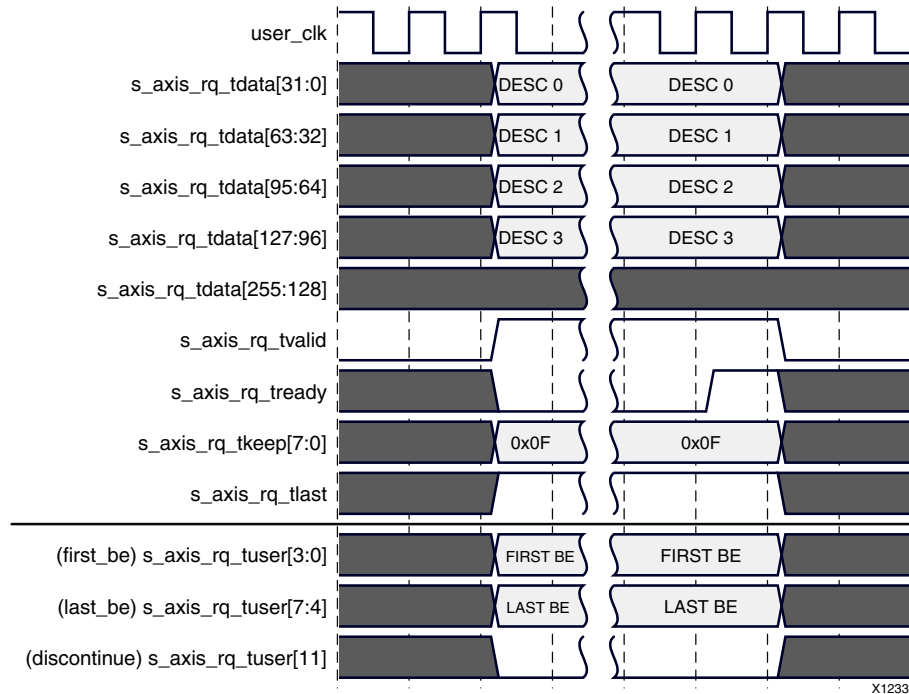 user_clk
s_axis_rq_tdata[31:0] DESC 0 DESC 0
s_axis_rq_tdata[63:32] DESC 1 DESC 1
s_axis_rq_tdata[95:64] DESC 2 DESC 2
s_axis_rq_tdata[127:96] DESC 3 DESC 3
s_axis_rq_tdata[255:128]
s_axis_rq_tvalid
s_axis_rq_tready
s_axis_rq_tkeep[7:0] 0x0F 0x0F
s_axis_rq_tlast
(first_be) s_axis_rq_tuser[3:0] FIRST BE FIRST BE
(last_be) s_axis_rq_tuser[7:4] LAST BE LAST BE
(discontinue) s_axis_rq_tuser[11]
X1233